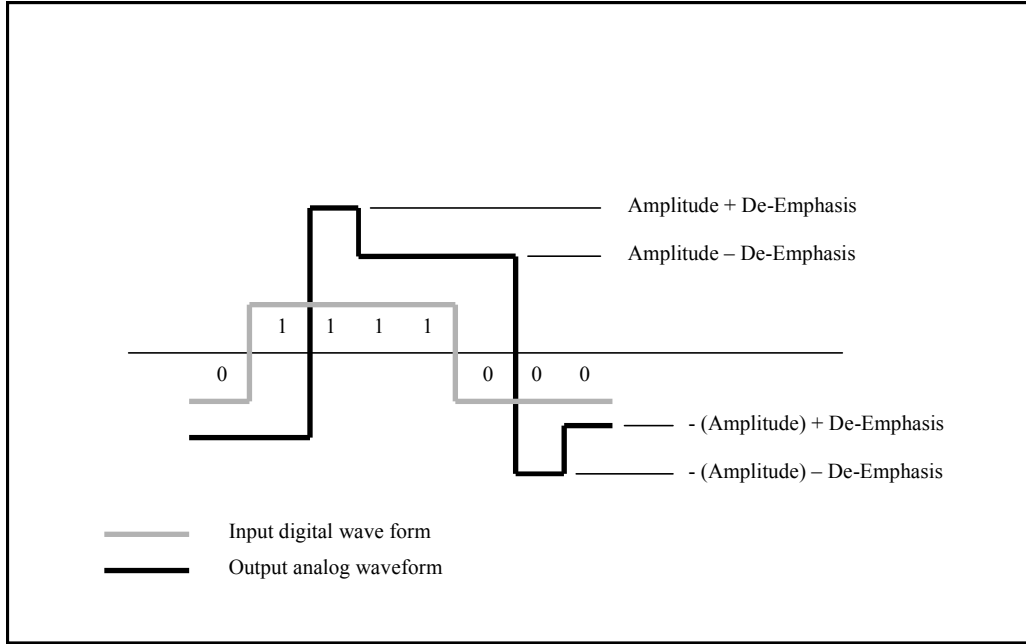 Amplitude + De-Emphasis
Amplitude – De-Emphasis
1 1 1 1
0 0 0 0
- (Amplitude) + De-Emphasis
- (Amplitude) – De-Emphasis
Input digital wave form
Output analog waveform